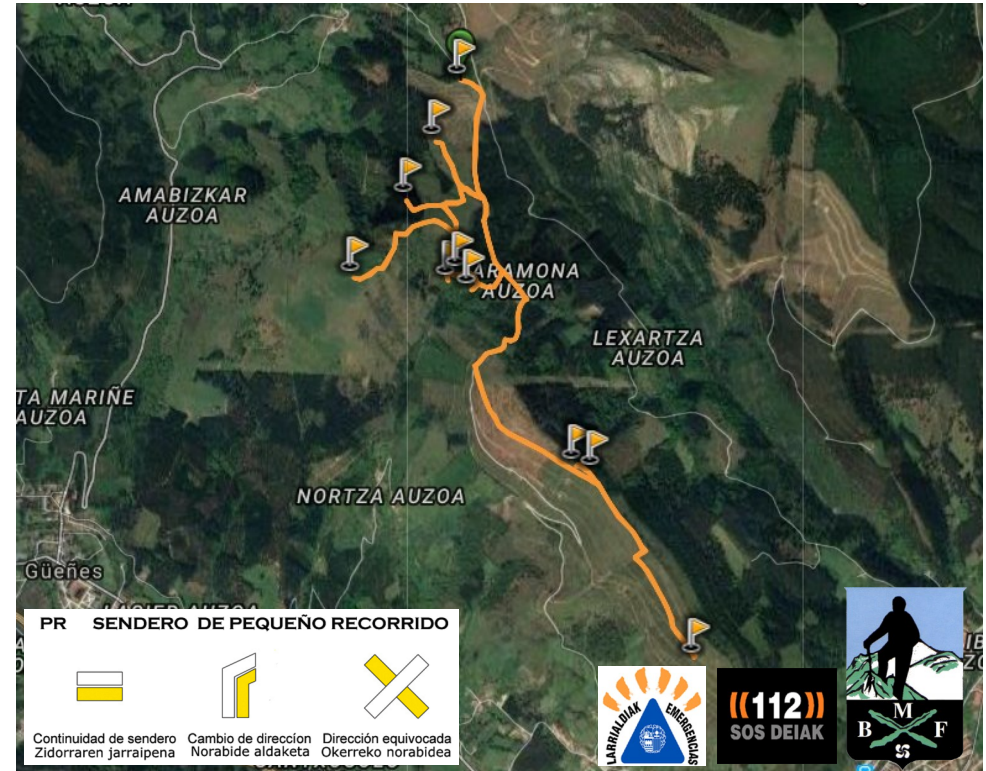 AMABIZKAR
AUZOA
ARAMONA
AUZOA
LEXARTZA
AUZOA
TA MARIÑE
AUZOA
NORTZA AUZOA
Güeñes
PR SENDERO DE PEQUEÑO RECORRIDO
Continuidad de sendero
Zidorraren jarraipena
Cambio de direccíon
Norabide aldaketa
Dirección equivocada
Okerreko norabidea
LARRIALDIAK EMERGENCIAS
((112))
SOS DEIAK
B M F